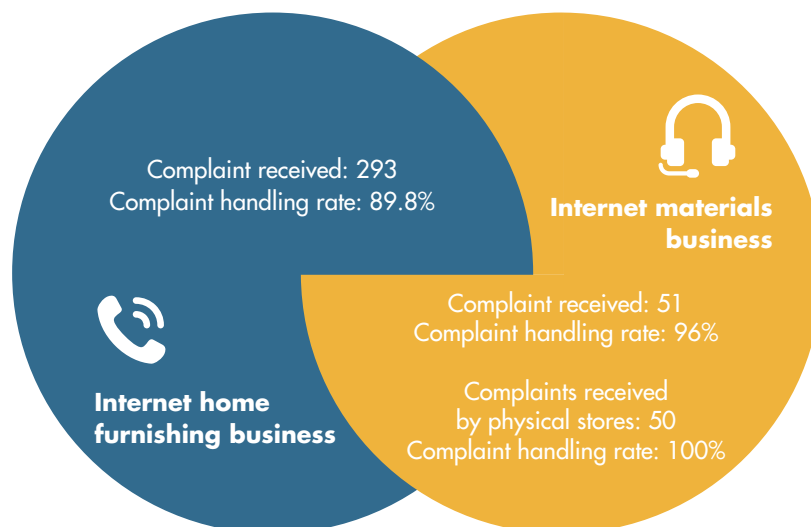 Complaint received: 293
Complaint handling rate: 89.8%
Internet home
furnishing business
Internet materials
business
Complaint received: 51
Complaint handling rate: 96%
Complaints received
by physical stores: 50
Complaint handling rate: 100%